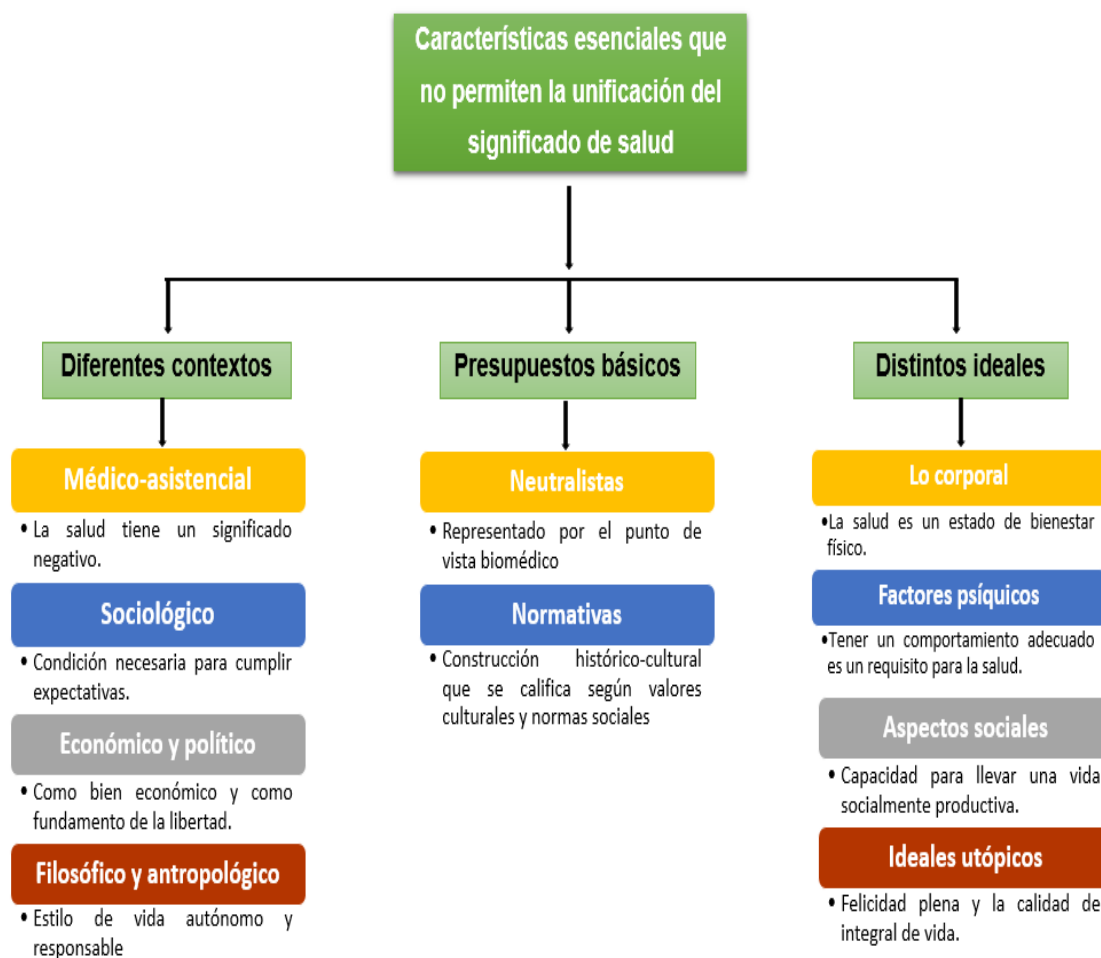 Características esenciales que
no permiten la unificación del
significado de salud
Diferentes contextos
Médico-asistencial
• La salud tiene un significado
negativo.
Sociológico
• Condición necesaria para cumplir
expectativas.
Económico y político
• Como bien económico y como
fundamento de la libertad.
Filosófico y antropológico
• Estilo de vida autónomo y
responsable
Presupuestos básicos
Neutralistas
• Representado por el punto de
vista biomédico
Normativas
• Construcción histórico-cultural
que se califica según valores
culturales y normas sociales
Distintos ideales
Lo corporal
•La salud es un estado de bienestar
físico.
Factores psíquicos
•Tener un comportamiento adecuado
es un requisito para la salud.
Aspectos sociales
• Capacidad para llevar una vida
socialmente productiva.
Ideales utópicos
• Felicidad plena y la calidad de
integral de vida.